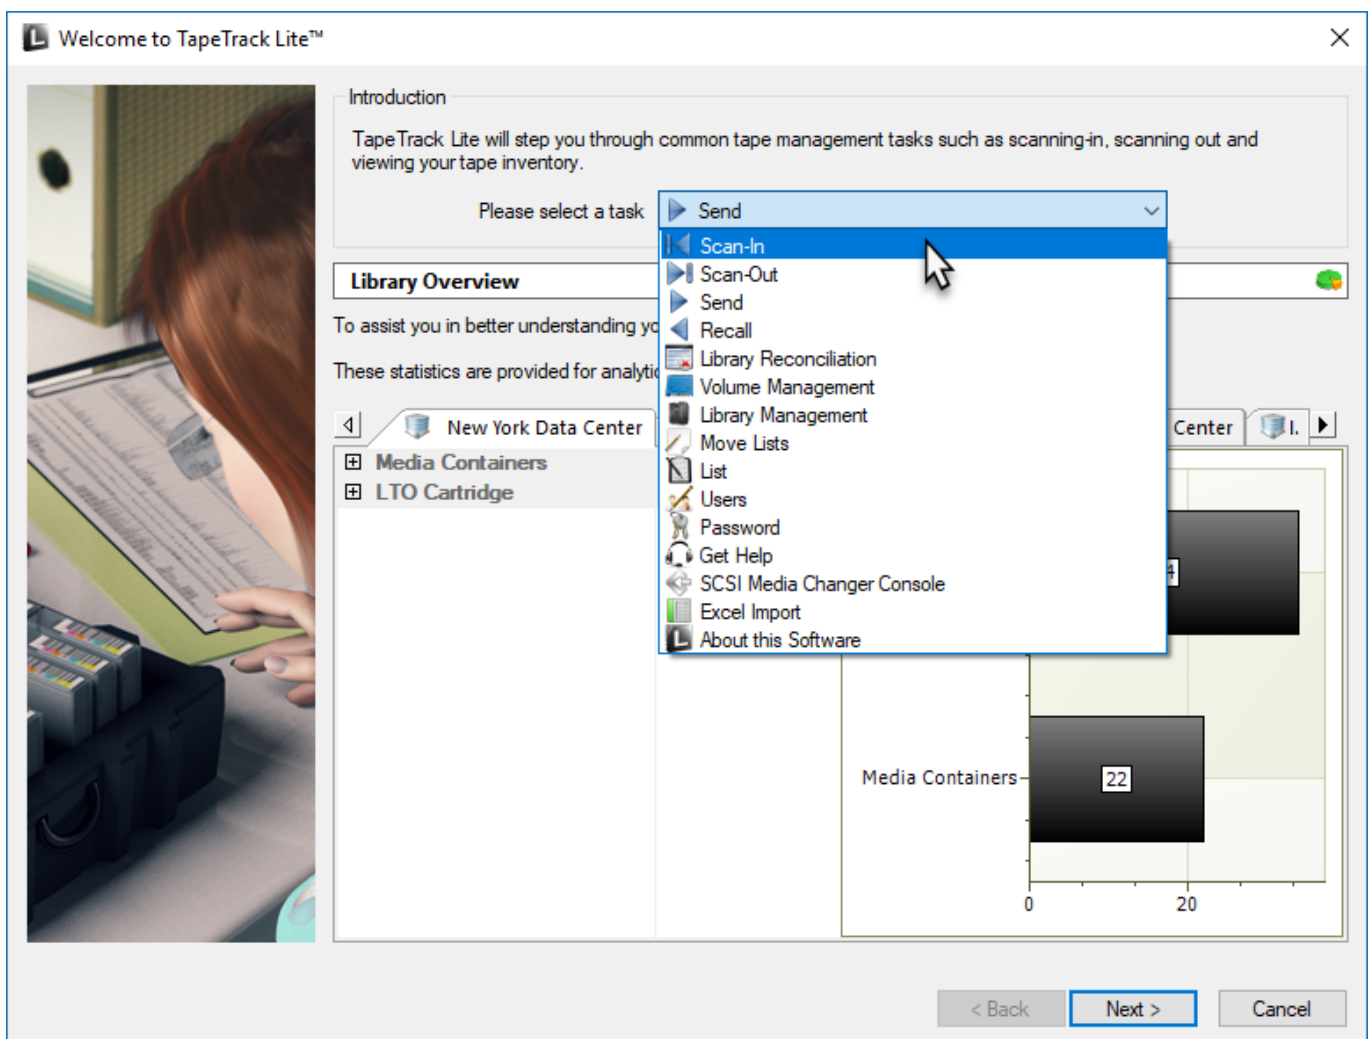 Welcome to TapeTrack Lite™
Introduction
TapeTrack Lite will step you through common tape management tasks such as scanning-in, scanning out and
viewing your tape inventory.
Please select a task
Send
Scan-In
Scan-Out
Send
Recall
Library Reconciliation
Volume Management
Library Management
Move Lists
List
Users
Password
Get Help
SCSI Media Changer Console
Excel Import
About this Software
Library Overview
To assist you in better understanding
These statistics are provided for
New York Data Center
Center
I.
Media Containers
LTO Cartridge
4
Media Containers
22
0
20
< Back
Next >
Cancel